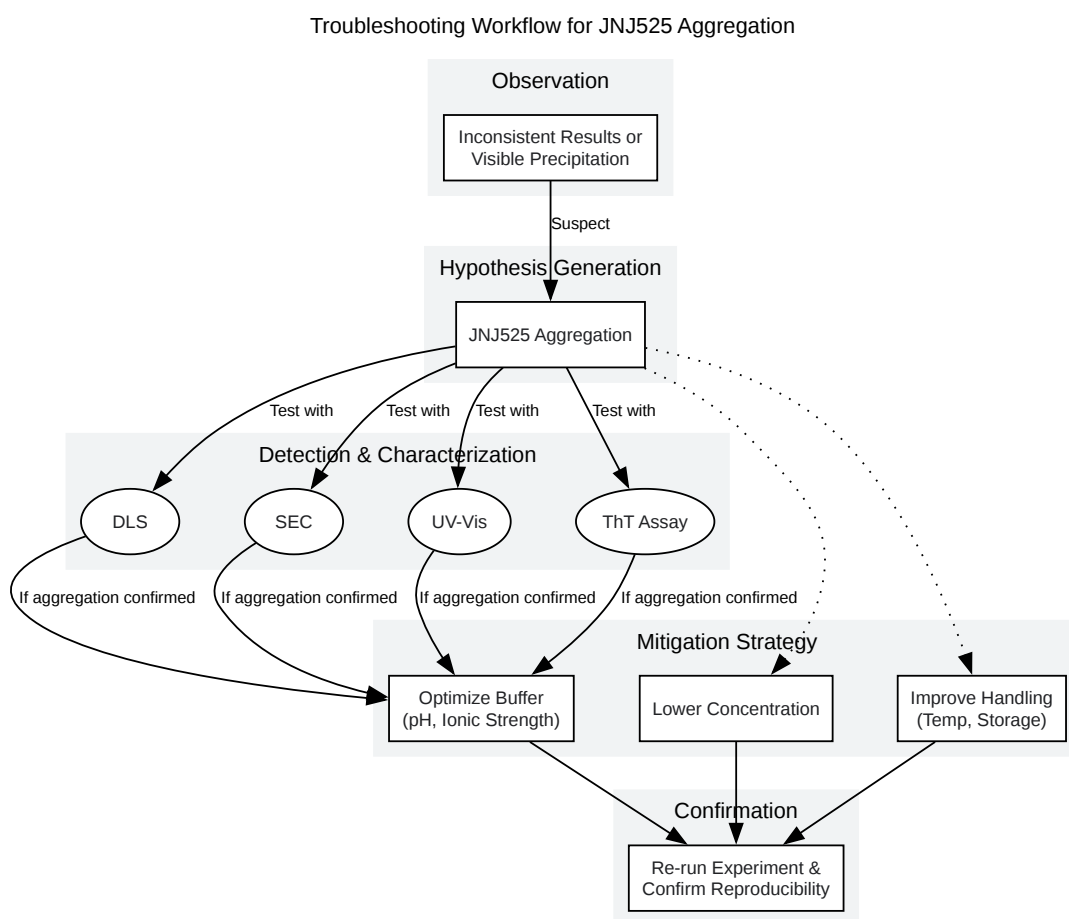 Troubleshooting Workflow for JNJ525 Aggregation
Observation
Inconsistent Results or
Visible Precipitation
Suspect
Hypothesis Generation
JNJ525 Aggregation
Test with
Test with
Test with
Test with
Detection & Characterization
DLS
SEC
UV-Vis
ThT Assay
If aggregation confirmed
If aggregation confirmed
If aggregation confirmed
If aggregation confirmed
Mitigation Strategy
Optimize Buffer
(pH, Ionic Strength)
Lower Concentration
Improve Handling
(Temp, Storage)
Confirmation
Re-run Experiment &
Confirm Reproducibility